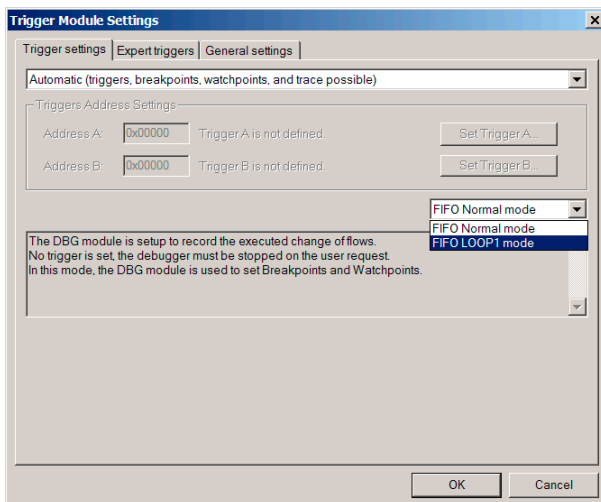 Trigger Module Settings
Trigger settings Expert triggers General settings
Automatic (triggers, breakpoints, watchpoints, and trace possible)
Triggers Address Settings
Address A: 0x00000 Trigger A is not defined. Set Trigger A...
Address B: 0x00000 Trigger B is not defined. Set Trigger B...
FIFO Normal mode
FIFO Normal mode
FIFO LOOP1 mode
The DBG module is setup to record the executed change of flows.
No trigger is set, the debugger must be stopped on the user request.
In this mode, the DBG module is used to set Breakpoints and Watchpoints.
OK Cancel